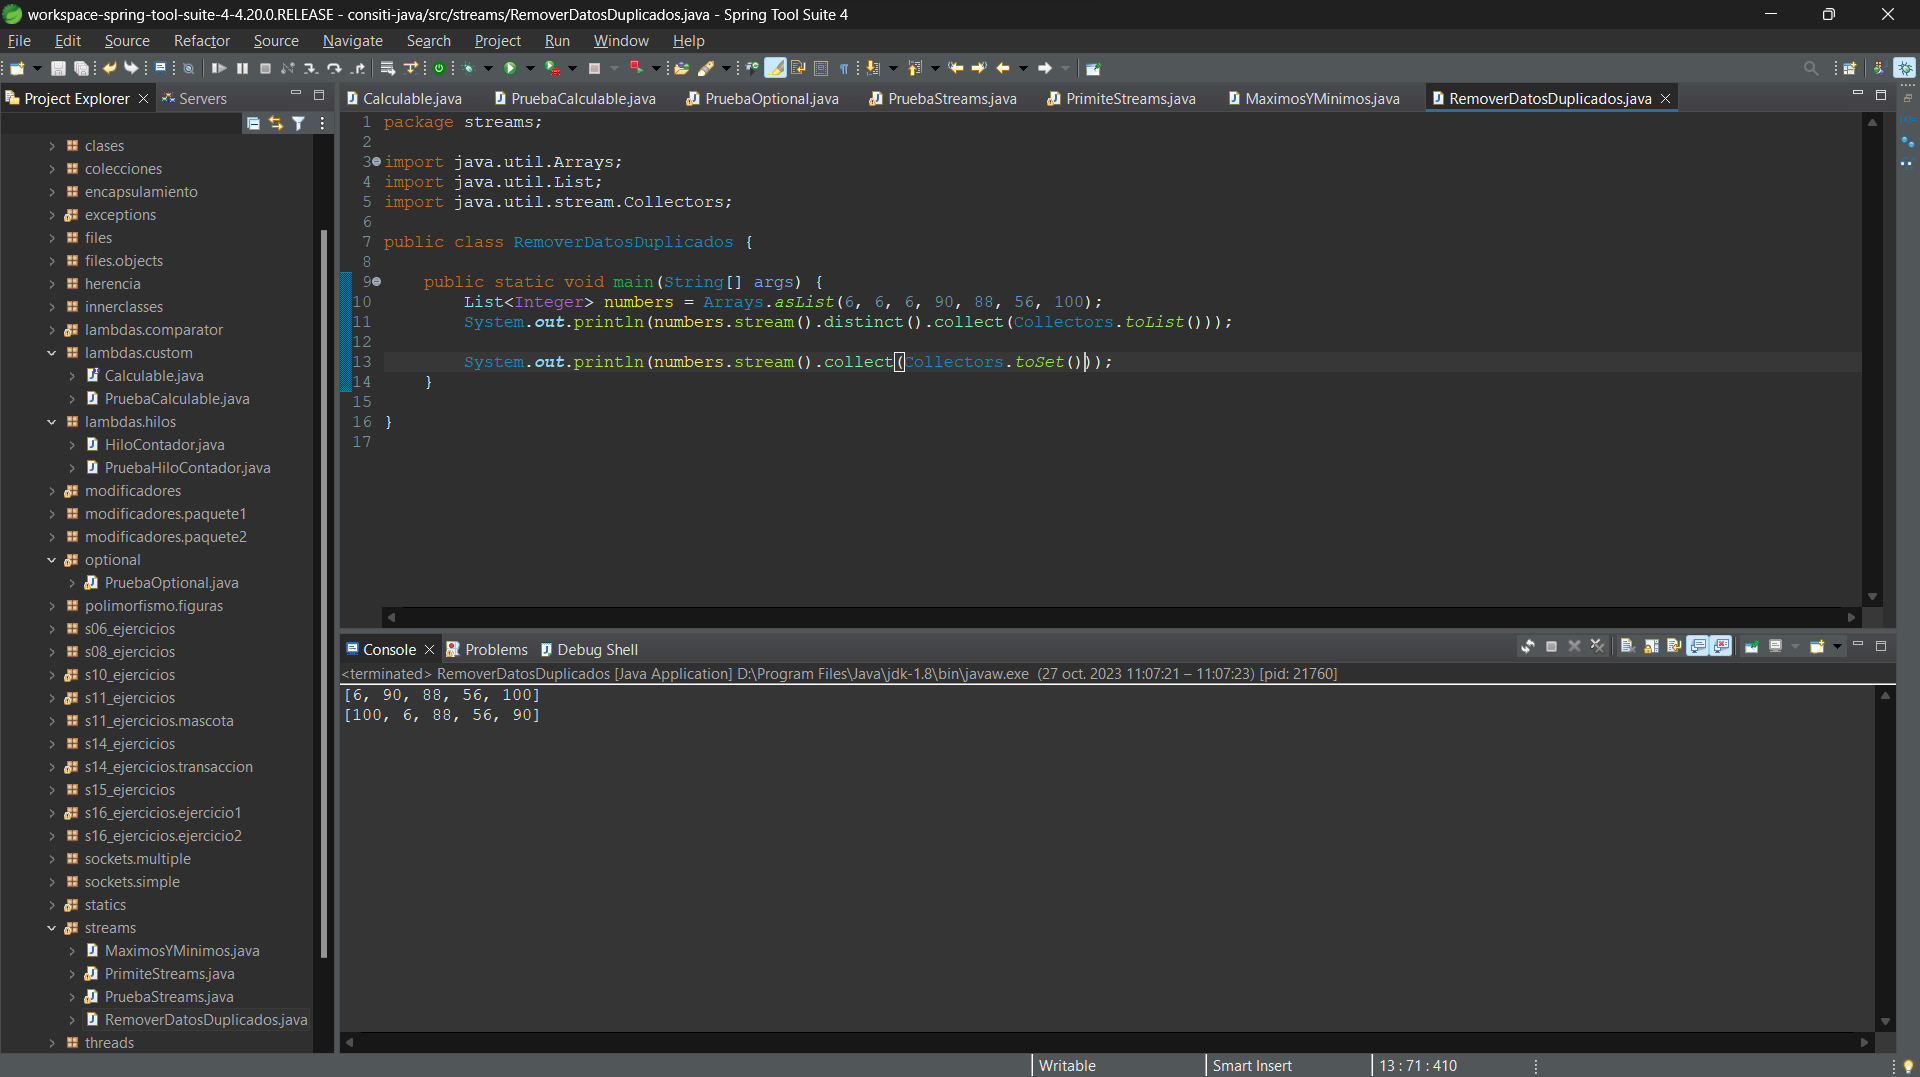 workspace-spring-tool-suite-4-4.20.0.RELEASE - consiti-java/src/streams/RemoverDatosDuplicados.java - Spring Tool Suite 4
File Edit Source Refactor Source Navigate Search Project Run Window Help
Project Explorer Servers
clases
colecciones
encapsulamiento
exceptions
files
files.objects
herencia
innerclasses
lambdas.comparator
lambdas.custom
Calculable.java
PruebaCalculable.java
lambdas.hilos
HiloContador.java
PruebaHiloContador.java
modificadores
modificadores.paquete1
modificadores.paquete2
optional
PruebaOptional.java
polimorfismo.figuras
s06_ejercicios
s08_ejercicios
s10_ejercicios
s11_ejercicios
s11_ejercicios.mascota
s14_ejercicios
s14_ejercicios.transaccion
s15_ejercicios
s16_ejercicios.ejercicio1
s16_ejercicios.ejercicio2
sockets.multiple
sockets.simple
statics
streams
MaximosYMinimos.java
PrimiteStreams.java
PruebaStreams.java
RemoverDatosDuplicados.java
threads
Calculable.java PruebaCalculable.java PruebaOptional.java PruebaStreams.java PrimiteStreams.java MaximosYMinimos.java RemoverDatosDuplicados.java
1 package streams;
2
3 import java.util.Arrays;
4 import java.util.List;
5 import java.util.stream.Collectors;
6
7 public class RemoverDatosDuplicados {
8
9 public static void main(String[] args) {
10 List<Integer> numbers = Arrays.asList(6, 6, 6, 90, 88, 56, 100);
11 System.out.println(numbers.stream().distinct().collect(Collectors.toList()));
12
13 System.out.println(numbers.stream().collect(Collectors.toSet()));
14 }
15
16 }
17
Console Problems Debug Shell
<terminated> RemoverDatosDuplicados [Java Application] D:\Program Files\Java\jdk-1.8\bin\javaw.exe (27 oct. 2023 11:07:21 – 11:07:23) [pid: 21760]
[6, 90, 88, 56, 100]
[100, 6, 88, 56, 90]
Writable Smart Insert 13 : 71 : 410